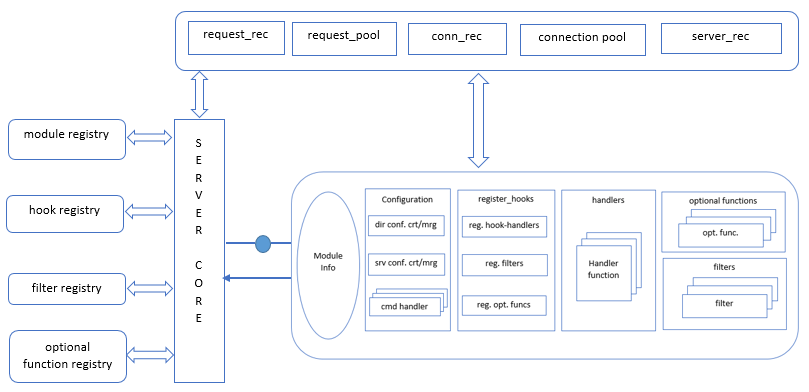 request_rec
request_pool
conn_rec
connection pool
server_rec
module registry
hook registry
filter registry
optional
function registry
SERVER CORE
Module
Info
Configuration
dir conf. crt/mrg
srv conf. crt/mrg
cmd handler
register_hooks
reg. hook-handlers
reg. filters
reg. opt. funcs
handlers
Handler
function
optional functions
opt. func.
filters
filter